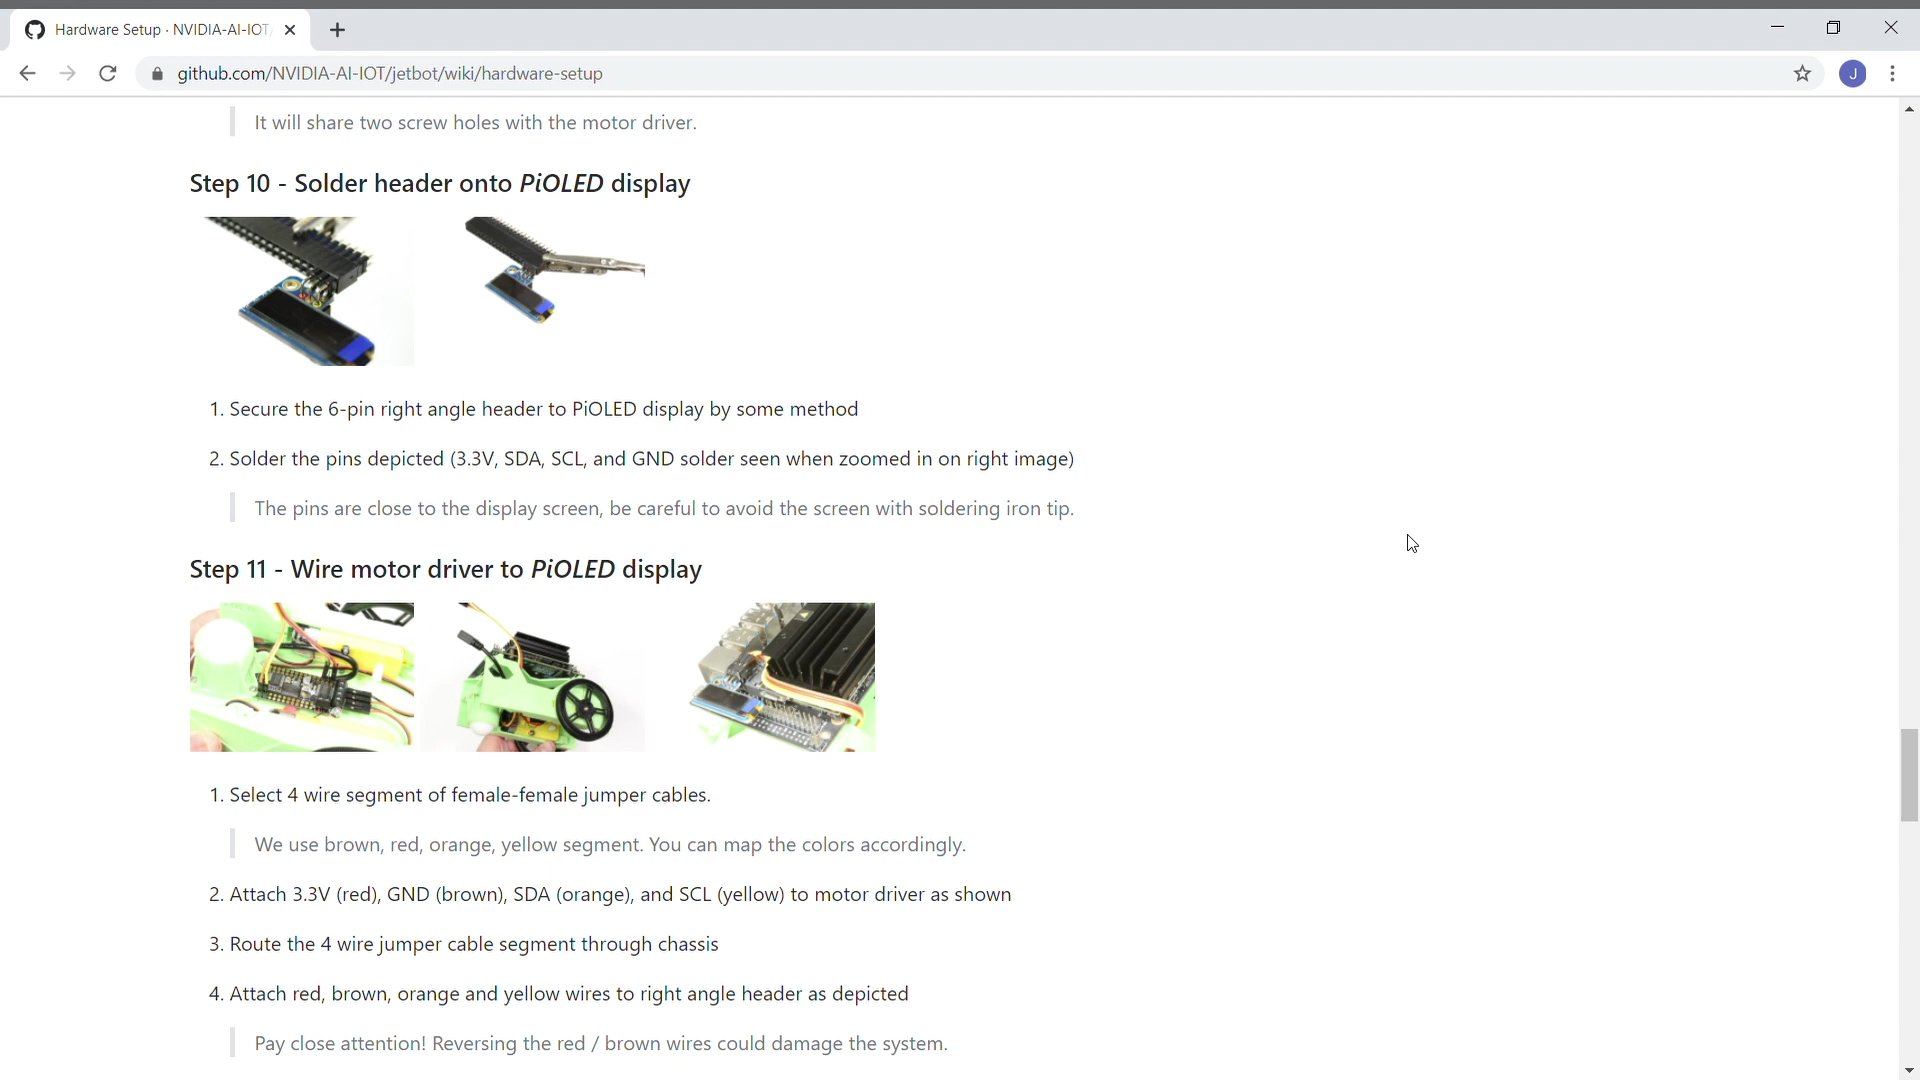 Hardware Setup · NVIDIA-AI-IOT/
github.com/NVIDIA-AI-IOT/jetbot/wiki/hardware-setup
J
It will share two screw holes with the motor driver.
Step 10 - Solder header onto PiOLED display
1. Secure the 6-pin right angle header to PiOLED display by some method
2. Solder the pins depicted (3.3V, SDA, SCL, and GND solder seen when zoomed in on right image)
The pins are close to the display screen, be careful to avoid the screen with soldering iron tip.
Step 11 - Wire motor driver to PiOLED display
1. Select 4 wire segment of female-female jumper cables.
We use brown, red, orange, yellow segment. You can map the colors accordingly.
2. Attach 3.3V (red), GND (brown), SDA (orange), and SCL (yellow) to motor driver as shown
3. Route the 4 wire jumper cable segment through chassis
4. Attach red, brown, orange and yellow wires to right angle header as depicted
Pay close attention! Reversing the red / brown wires could damage the system.